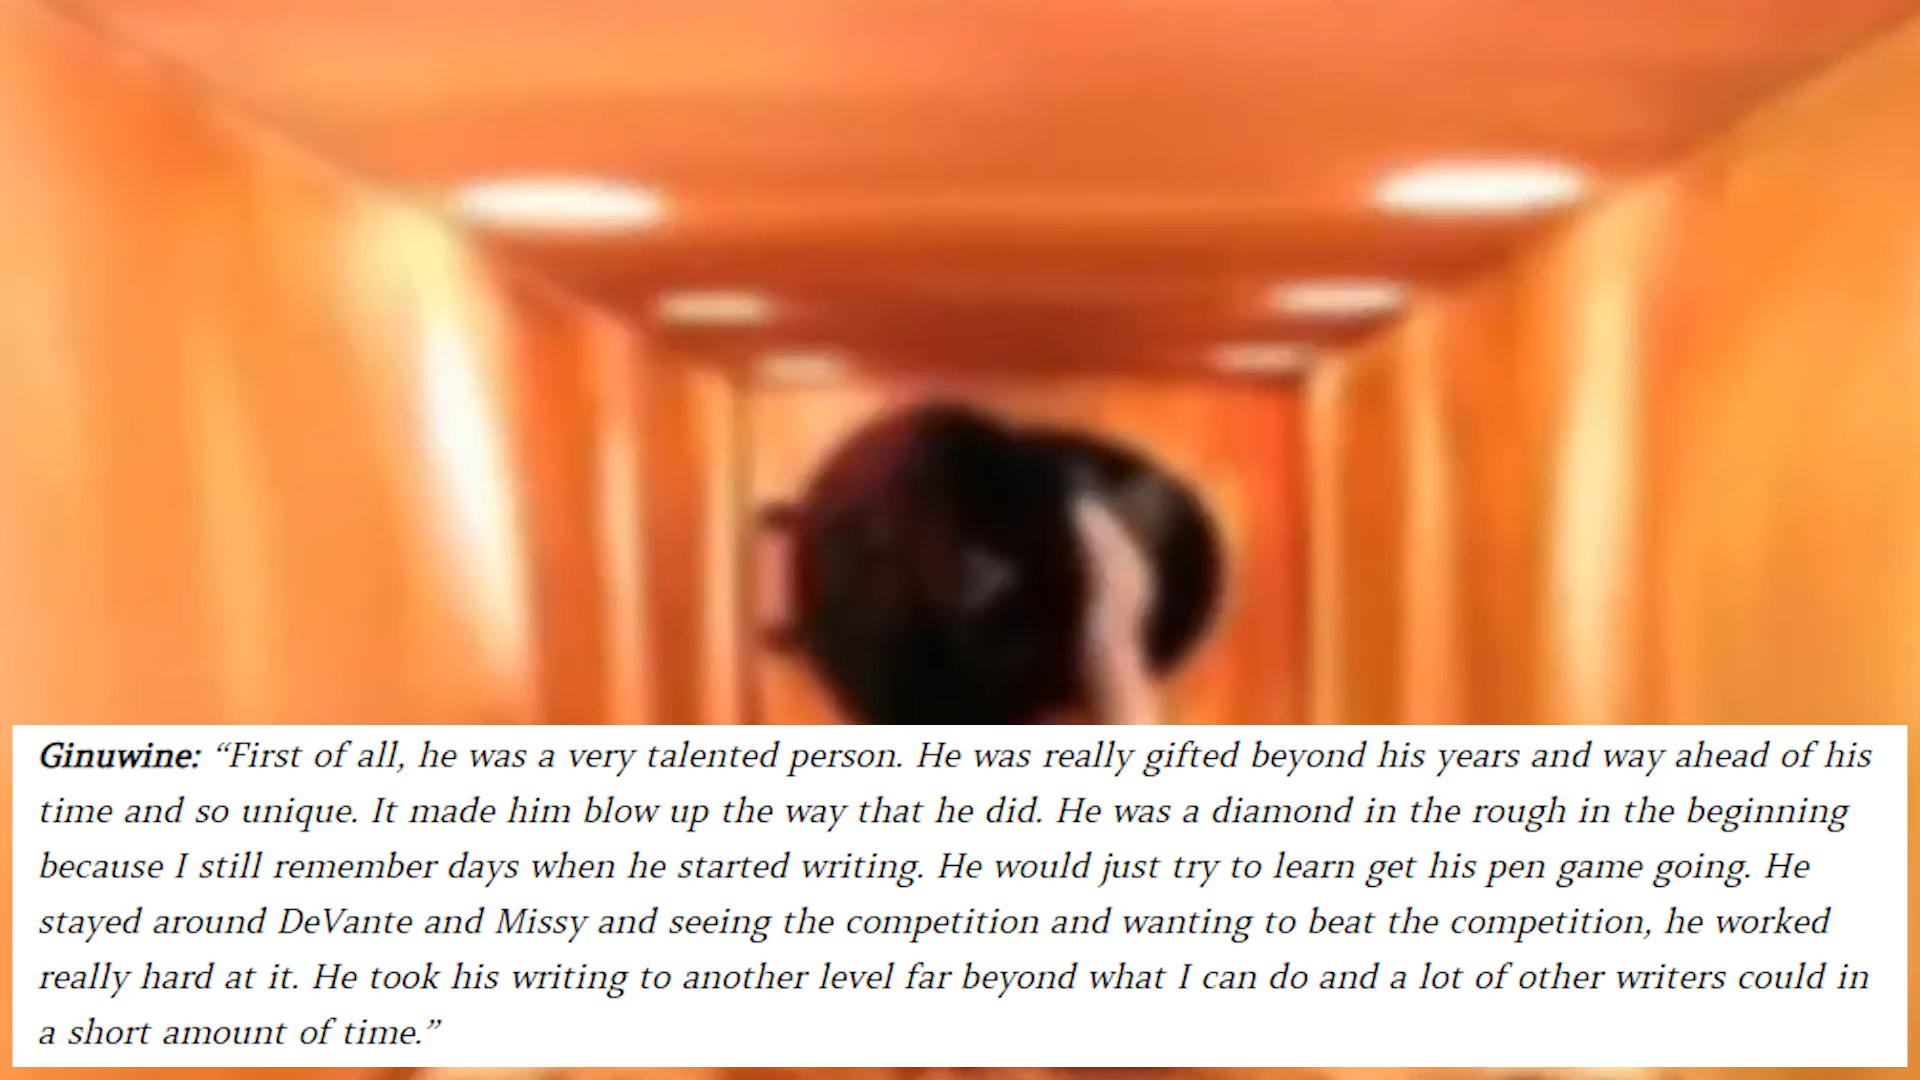 Ginuwine: “First of all, he was a very talented person. He was really gifted beyond his years and way ahead of his
time and so unique. It made him blow up the way that he did. He was a diamond in the rough in the beginning
because I still remember days when he started writing. He would just try to learn get his pen game going. He
stayed around DeVante and Missy and seeing the competition and wanting to beat the competition, he worked
really hard at it. He took his writing to another level far beyond what I can do and a lot of other writers could in
a short amount of time.”